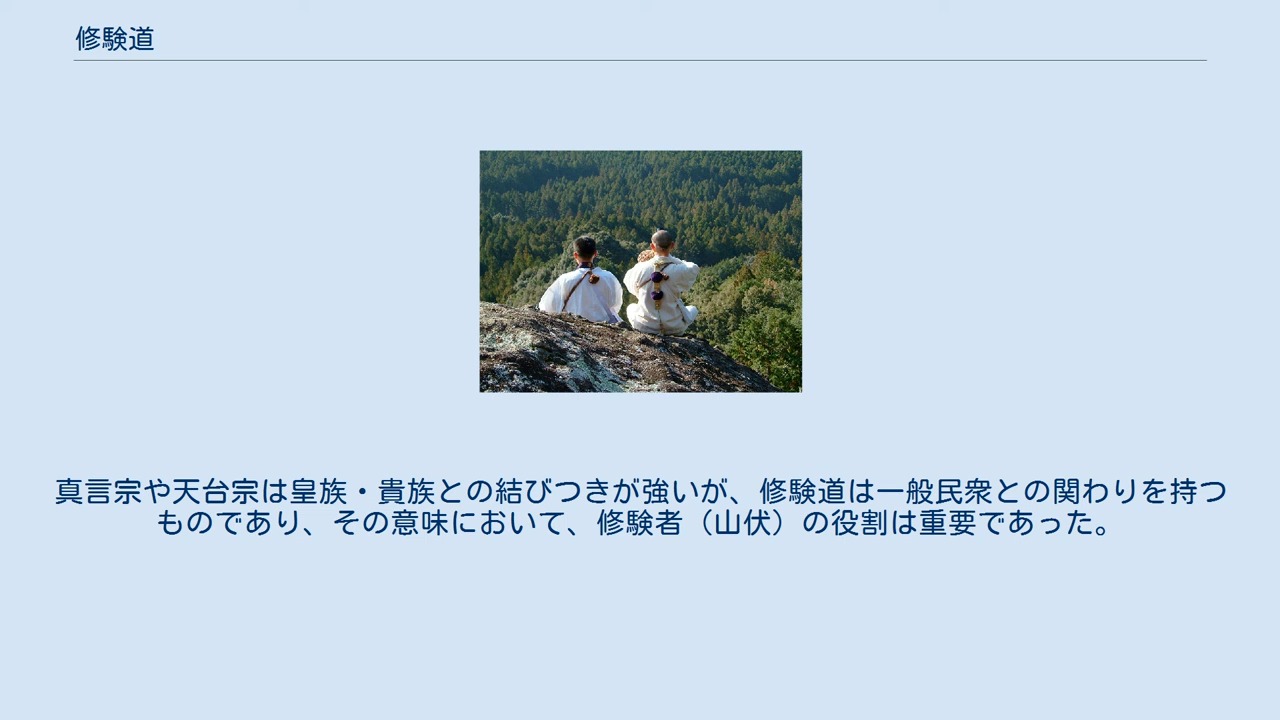 修験道
真言宗や天台宗は皇族・貴族との結びつきが強いが、修験道は一般民衆との関わりを持つ
ものであり、その意味において、修験者（山伏）の役割は重要であった。